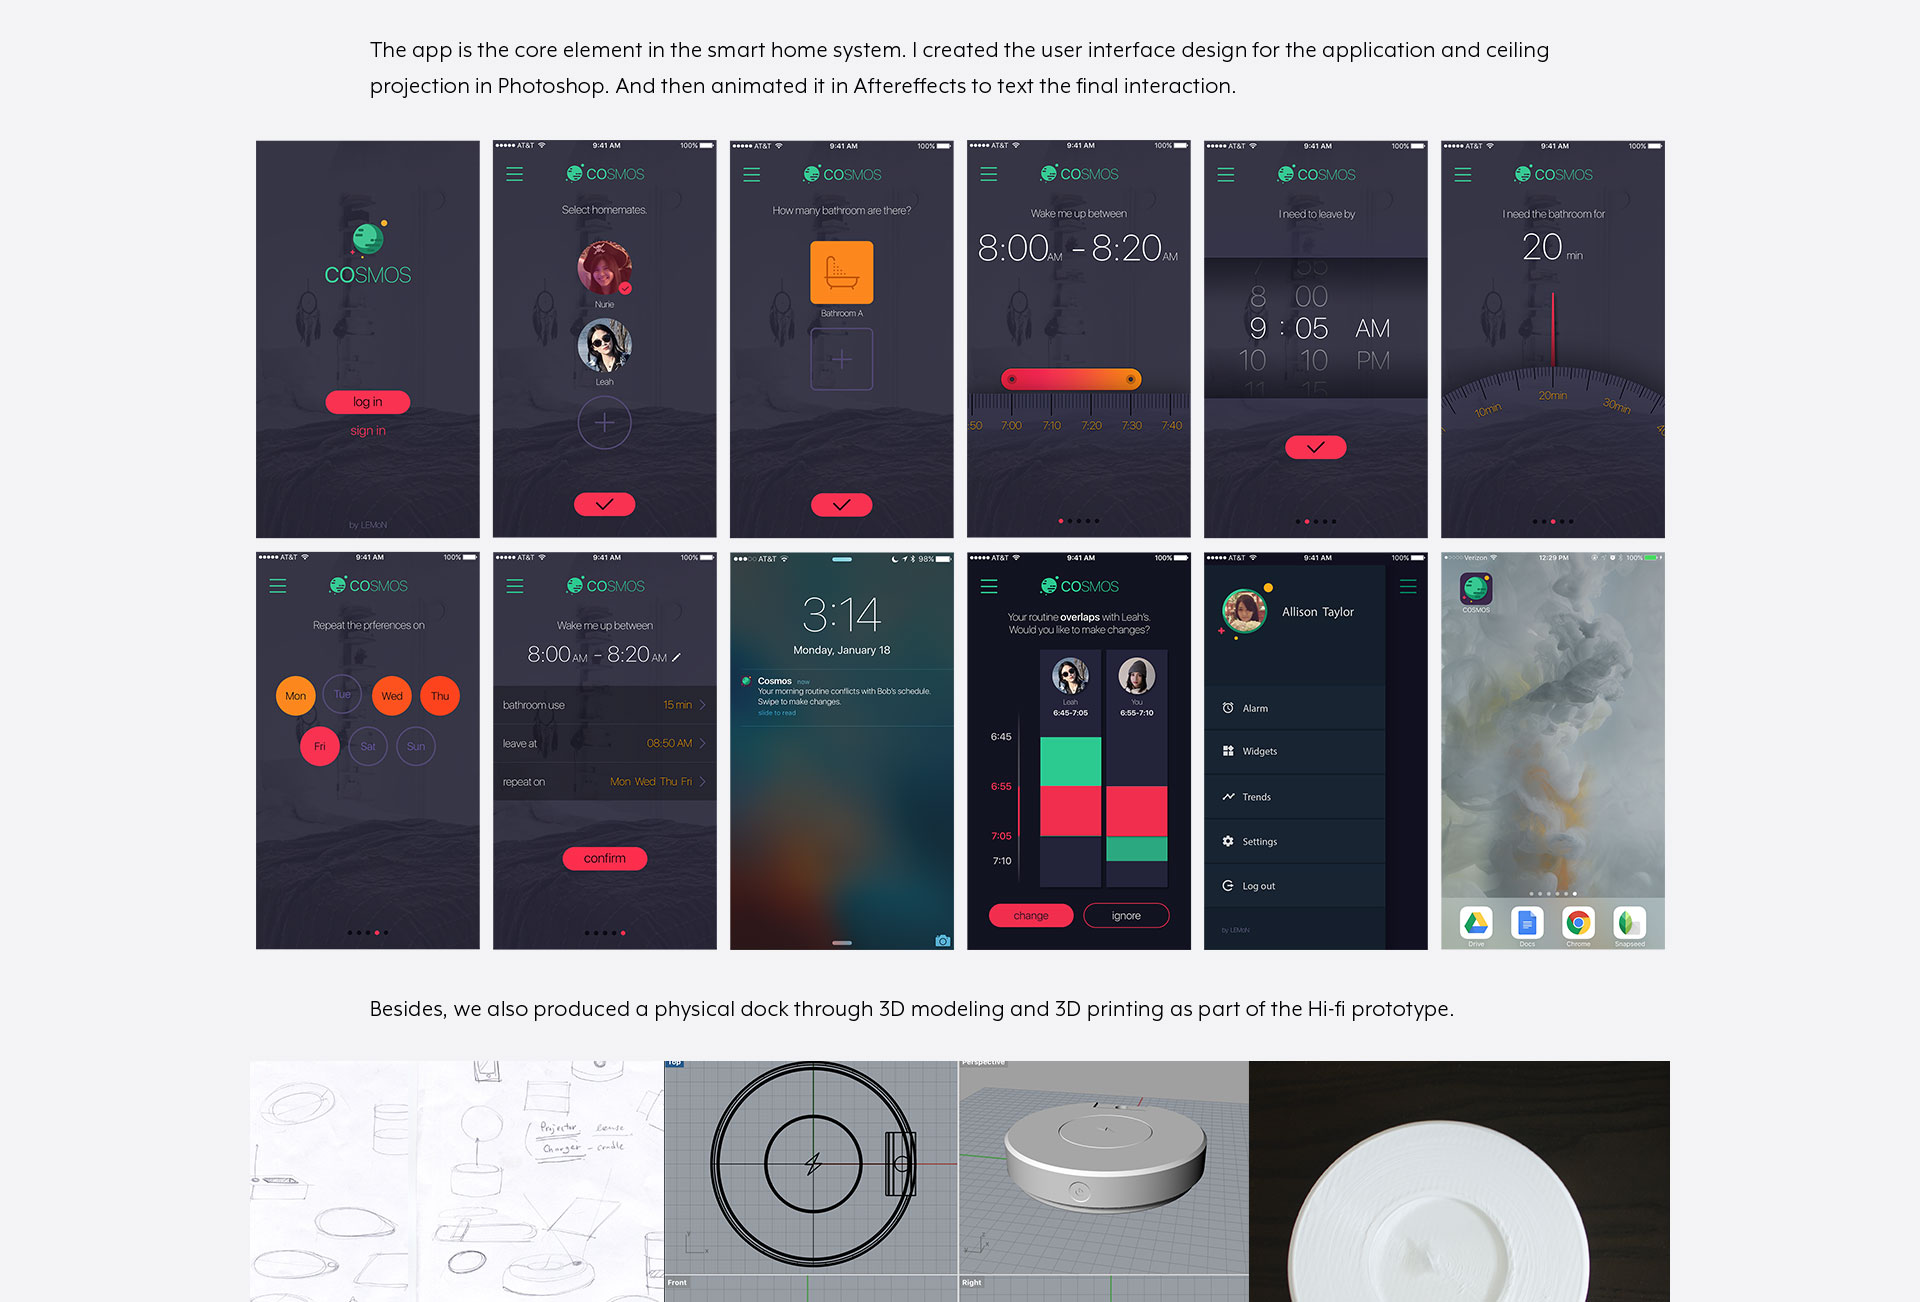 The app is the core element in the smart home system. I created the user interface design for the application and ceiling
projection in Photoshop. And then animated it in Aftereffects to text the final interaction.
COSMOS
log in
sign in
by LEMoN
AT&T 9:41 AM 100%
COSMOS
Select homemates.
Nurie
Leah
AT&T 9:41 AM 100%
COSMOS
How many bathroom are there?
Bathroom A
AT&T 9:41 AM 100%
COSMOS
Wake me up between
8:00AM - 8:20AM
:50 7:00 7:10 7:20 7:30 7:40
AT&T 9:41 AM 100%
COSMOS
I need to leave by
7 55
8 00
9 : 05 AM
10 10 PM
11 15
AT&T 9:41 AM 100%
COSMOS
I need the bathroom for
20 min
10min 20min 30min
AT&T 9:41 AM 100%
COSMOS
Repeat the prferences on
Mon Tue Wed Thu
Fri Sat Sun
AT&T 9:41 AM 100%
COSMOS
Wake me up between
8:00 AM - 8:20 AM
bathroom use 15 min
leave at 08:50 AM
repeat on Mon Wed Thu Fri
confirm
AT&T 98%
3:14
Monday, January 18
Cosmos now
Your morning routine conflicts with Bob's schedule.
Swipe to make changes.
slide to read
AT&T 9:41 AM 100%
COSMOS
Your routine overlaps with Leah's.
Would you like to make changes?
Leah You
6:45-7:05 6:55-7:10
6:45
6:55
7:05
7:10
change ignore
AT&T 9:41 AM 100%
Allison Taylor
Alarm
Widgets
Trends
Settings
Log out
by LEMoN
Verizon 12:29 PM 100%
COSMOS
Drive Docs Chrome Snapseed
Besides, we also produced a physical dock through 3D modeling and 3D printing as part of the Hi-fi prototype.
Projector
Charger - cradle
Top
Perspective
Front
Right